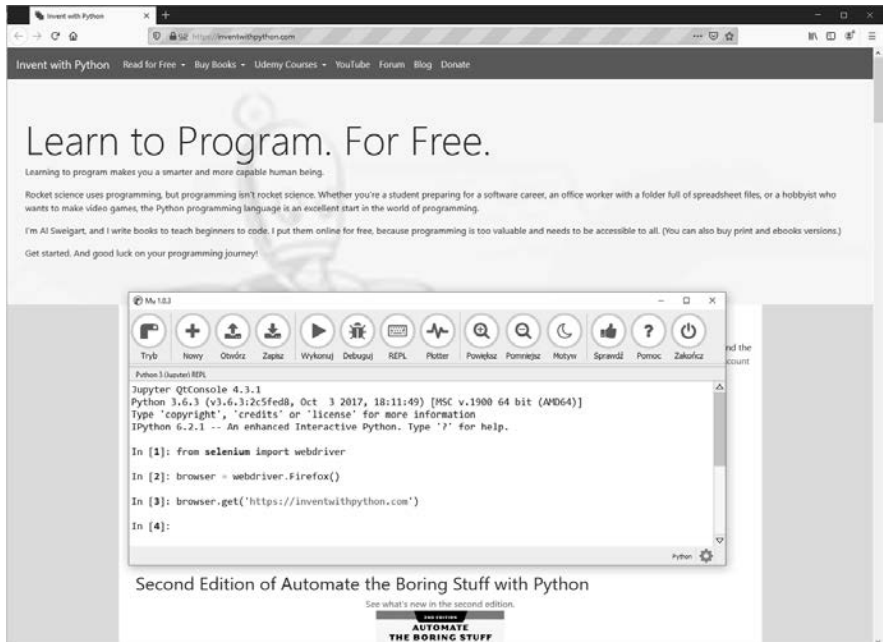 Invent with Python
https://inventwithpython.com
Invent with Python Read for Free Buy Books Udemy Courses YouTube Forum Blog Donate
Learn to Program. For Free.
Learning to program makes you a smarter and more capable human being.
Rocket science uses programming, but programming isn't rocket science. Whether you're a student preparing for a software career, an office worker with a folder full of spreadsheet files, or a hobbyist who
wants to make video games, the Python programming language is an excellent start in the world of programming.
I'm Al Sweigart, and I write books to teach beginners to code. I put them online for free, because programming is too valuable and needs to be accessible to all. (You can also buy print and ebooks versions.)
Get started. And good luck on your programming journey!
Mu 1.0.3
Tryb Nowy Otwórz Zapisz Wykonuj Debuguj REPL Plotter Powiększ Pomniejsz Motyw Sprawdź Pomoc Zakończ
nd the
count
Python 3 (Jupyter) REPL
Jupyter QtConsole 4.3.1
Python 3.6.3 (v3.6.3:2c5fed8, Oct 3 2017, 18:11:49) [MSC v.1900 64 bit (AMD64)]
Type 'copyright', 'credits' or 'license' for more information
IPython 6.2.1 -- An enhanced Interactive Python. Type '?' for help.
In [1]: from selenium import webdriver
In [2]: browser = webdriver.Firefox()
In [3]: browser.get('https://inventwithpython.com')
In [4]:
Python
Second Edition of Automate the Boring Stuff with Python
See what's new in the second edition.
2ND EDITION
AUTOMATE
THE BORING STUFF